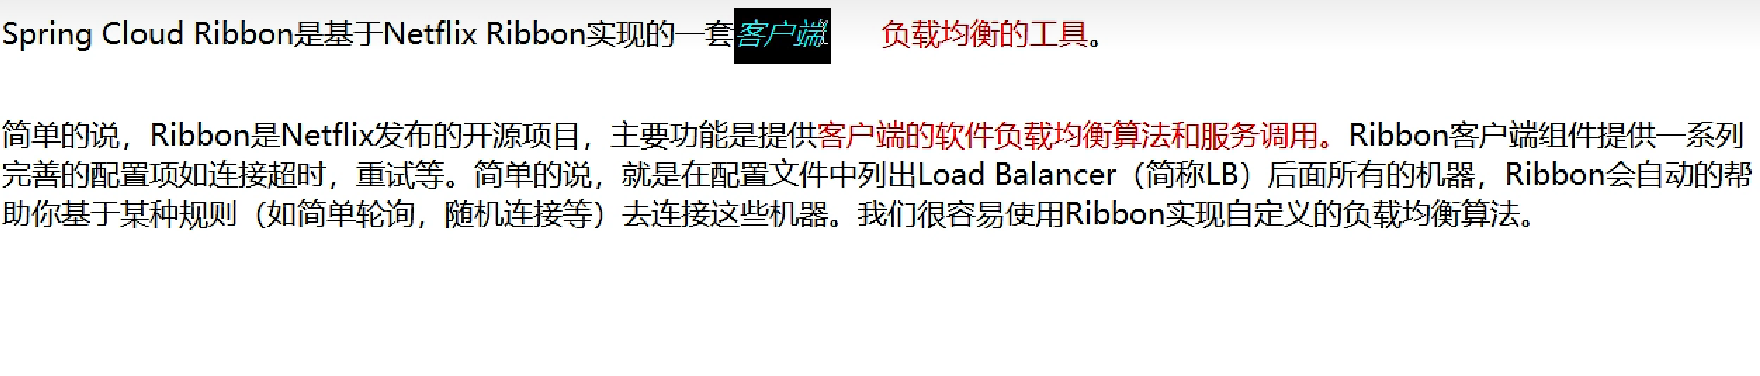 Spring Cloud Ribbon是基于Netflix Ribbon实现的一套客户端 负载均衡的工具。
简单的说，Ribbon是Netflix发布的开源项目，主要功能是提供客户端的软件负载均衡算法和服务调用。Ribbon客户端组件提供一系列
完善的配置项如连接超时，重试等。简单的说，就是在配置文件中列出Load Balancer（简称LB）后面所有的机器，Ribbon会自动的帮
助你基于某种规则（如简单轮询，随机连接等）去连接这些机器。我们很容易使用Ribbon实现自定义的负载均衡算法。